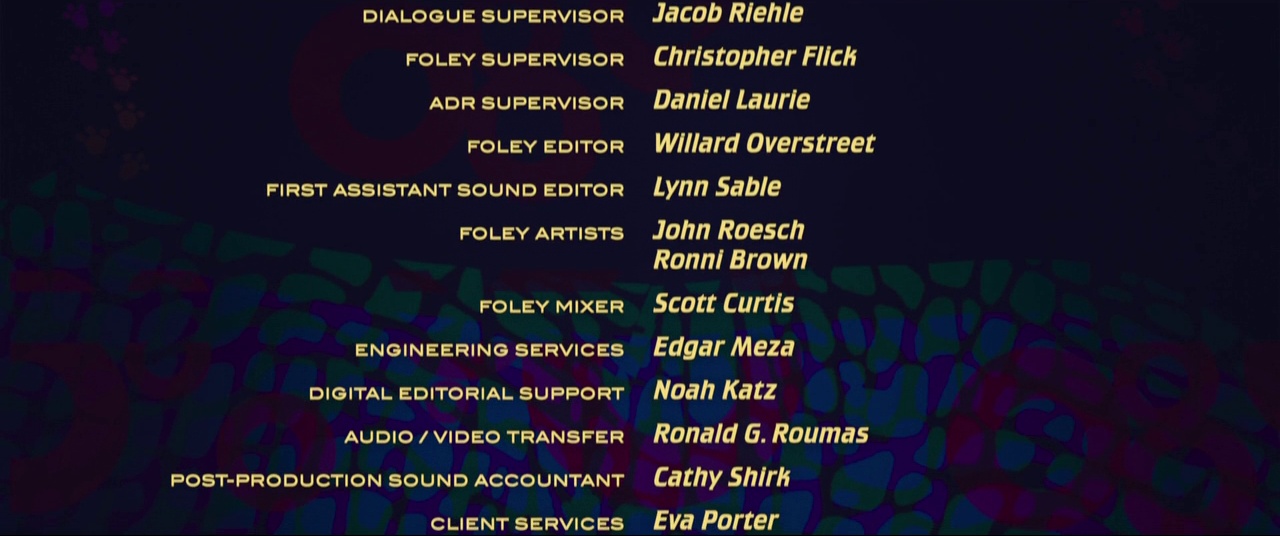 DIALOGUE SUPERVISOR Jacob Riehle
FOLEY SUPERVISOR Christopher Flick
ADR SUPERVISOR Daniel Laurie
FOLEY EDITOR Willard Overstreet
FIRST ASSISTANT SOUND EDITOR Lynn Sable
FOLEY ARTISTS John Roesch
Ronni Brown
FOLEY MIXER Scott Curtis
ENGINEERING SERVICES Edgar Meza
DIGITAL EDITORIAL SUPPORT Noah Katz
AUDIO / VIDEO TRANSFER Ronald G. Roumas
POST-PRODUCTION SOUND ACCOUNTANT Cathy Shirk
CLIENT SERVICES Eva Porter